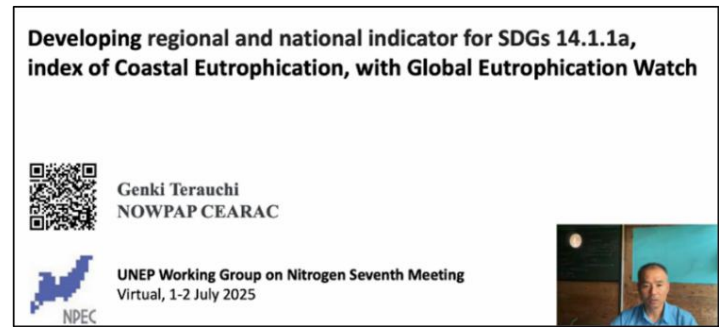 Developing regional and national indicator for SDGs 14.1.1a,
index of Coastal Eutrophication, with Global Eutrophication Watch
Genki Terauchi
NOWPAP CEARAC
UNEP Working Group on Nitrogen Seventh Meeting
Virtual, 1-2 July 2025
NPEC